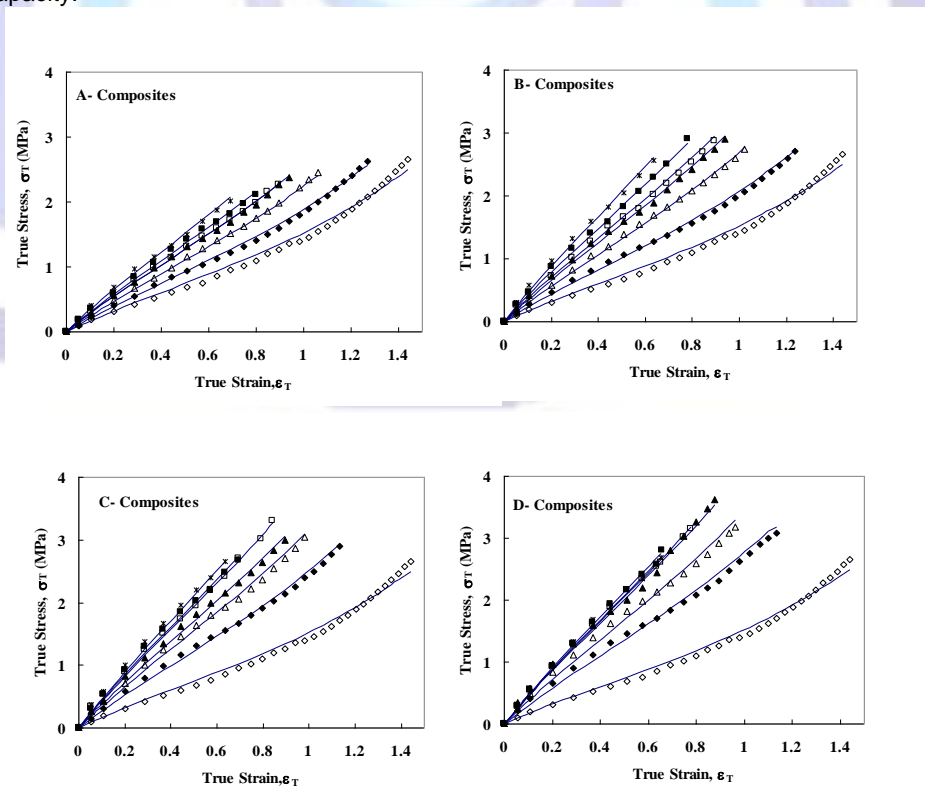 apacity.
A- Composites
True Stress, σT (MPa)
4
3
2
1
0
0 0.2 0.4 0.6 0.8 1 1.2 1.4
True Strain,εT
B- Composites
True Stress, σT (MPa)
4
3
2
1
0
0 0.2 0.4 0.6 0.8 1 1.2 1.4
True Strain, εT
C- Composites
True Stress, σT (MPa)
4
3
2
1
0
0 0.2 0.4 0.6 0.8 1 1.2 1.4
True Strain,εT
D- Composites
True Stress, σT (MPa)
4
3
2
1
0
0 0.2 0.4 0.6 0.8 1 1.2 1.4
True Strain, εT